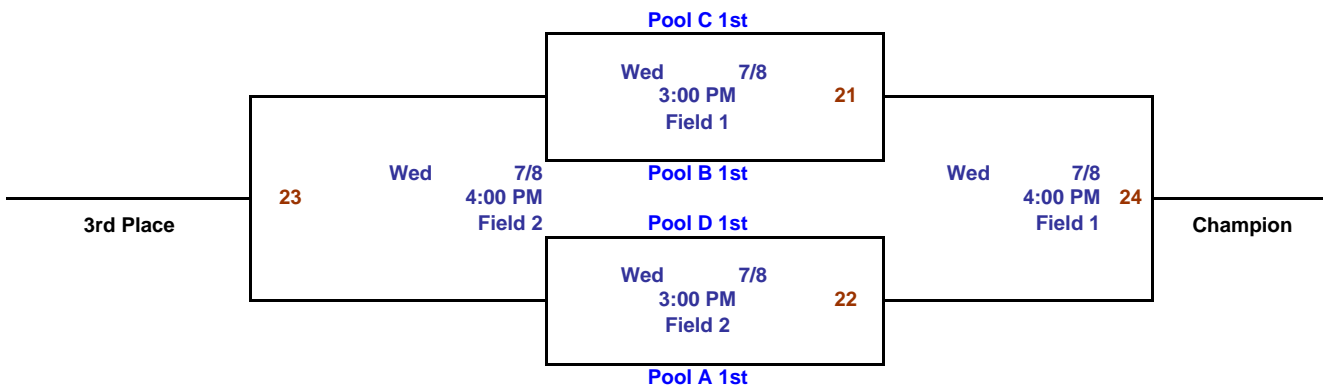 Pool C 1st
Wed 7/8
3:00 PM 21
Field 1
Wed 7/8 Pool B 1st Wed 7/8
23 4:00 PM 4:00 PM 24
3rd Place Field 2 Pool D 1st Field 1 Champion
Wed 7/8
3:00 PM 22
Field 2
Pool A 1st